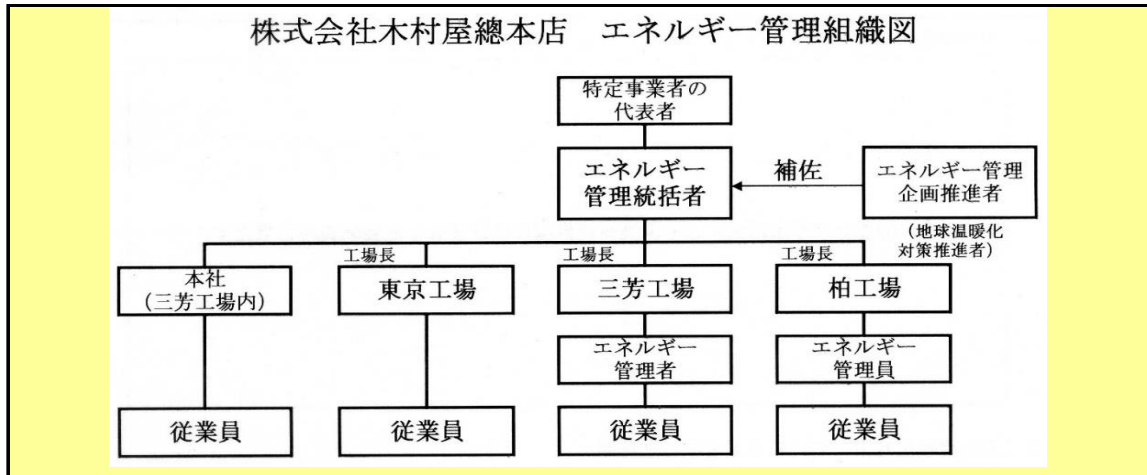 株式会社木村屋總本店　エネルギー管理組織図
特定事業者の
代表者
エネルギー
管理統括者
補佐
エネルギー管理
企画推進者
（地球温暖化
対策推進者）
本社
（三芳工場内）
工場長
東京工場
工場長
三芳工場
工場長
柏工場
エネルギー
管理者
エネルギー
管理員
従業員
従業員
従業員
従業員